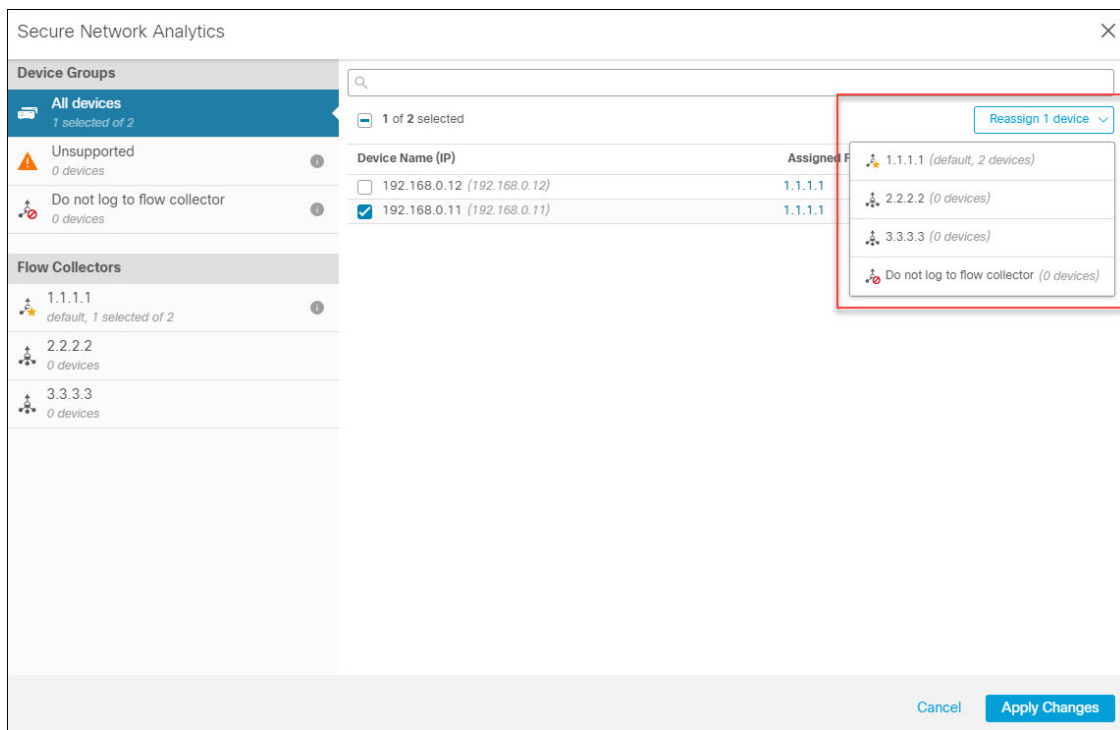 Secure Network Analytics
Device Groups
All devices
1 selected of 2
Unsupported
0 devices
Do not log to flow collector
0 devices
Flow Collectors
1.1.1.1
default, 1 selected of 2
2.2.2.2
0 devices
3.3.3.3
0 devices
1 of 2 selected
Reassign 1 device
Device Name (IP) Assigned F
192.168.0.12 (192.168.0.12) 1.1.1.1
192.168.0.11 (192.168.0.11) 1.1.1.1
1.1.1.1 (default, 2 devices)
2.2.2.2 (0 devices)
3.3.3.3 (0 devices)
Do not log to flow collector (0 devices)
Cancel Apply Changes